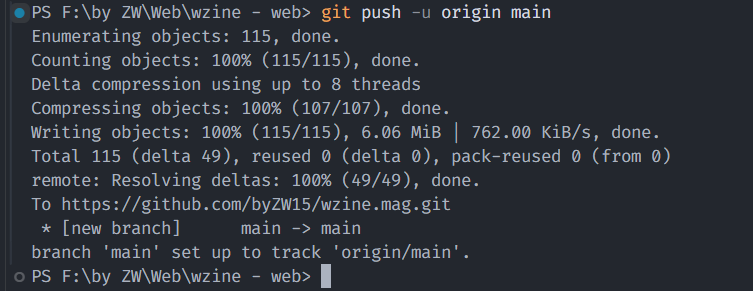 PS F:\by ZW\Web\wzine - web> git push -u origin main
Enumerating objects: 115, done.
Counting objects: 100% (115/115), done.
Delta compression using up to 8 threads
Compressing objects: 100% (107/107), done.
Writing objects: 100% (115/115), 6.06 MiB | 762.00 KiB/s, done.
Total 115 (delta 49), reused 0 (delta 0), pack-reused 0 (from 0)
remote: Resolving deltas: 100% (49/49), done.
To https://github.com/byZW15/wzine.mag.git
 * [new branch]      main -> main
branch 'main' set up to track 'origin/main'.
PS F:\by ZW\Web\wzine - web>